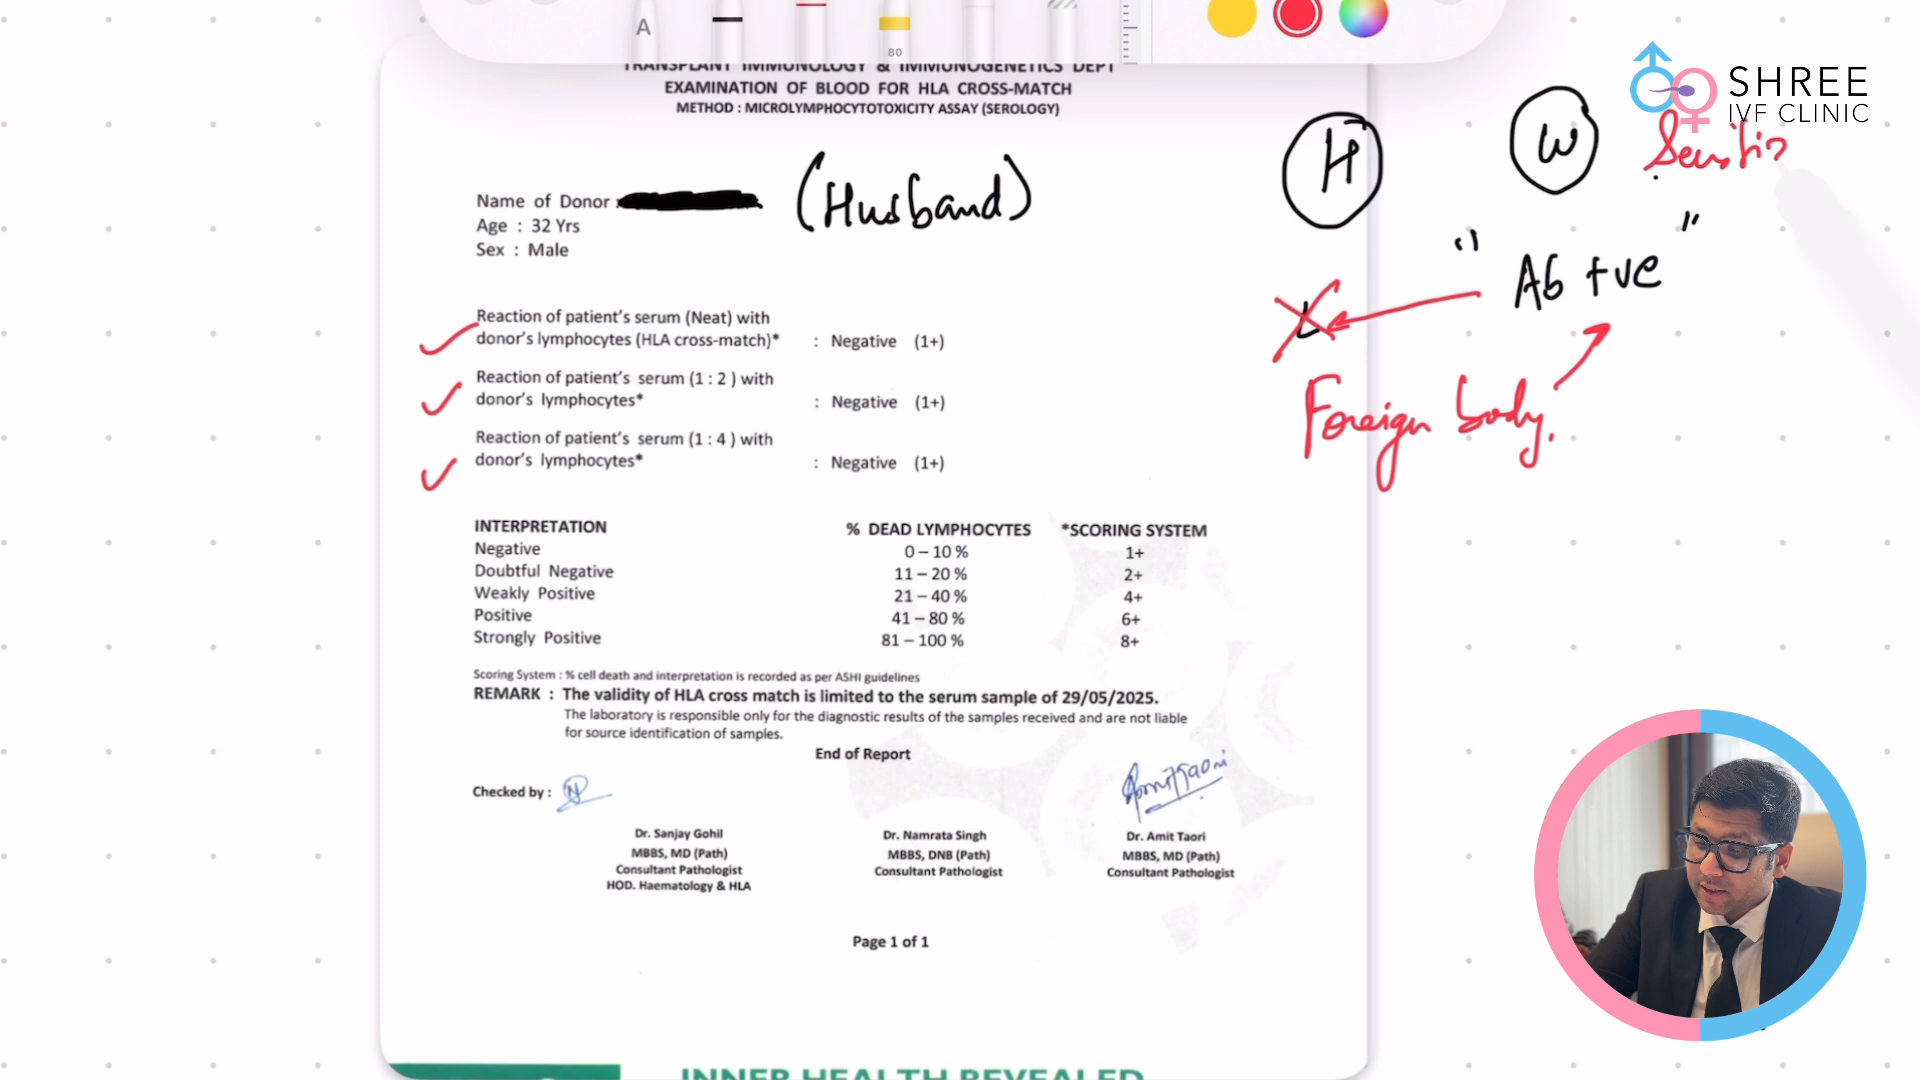 A
80
TRANSPLANT IMMUNOLOGY & IMMUNOGENETICS DEPT
EXAMINATION OF BLOOD FOR HLA CROSS-MATCH
METHOD : MICROLYMPHOCYTOTOXICITY ASSAY (SEROLOGY)
SHREE
IVF CLINIC
H
W
Sensitiz
Name of Donor
(Husband)
Age : 32 Yrs
Sex : Male
" Ab +ve "
L
Foreign body.
Reaction of patient's serum (Neat) with
donor's lymphocytes (HLA cross-match)* : Negative (1+)
Reaction of patient's serum (1 : 2 ) with
donor's lymphocytes* : Negative (1+)
Reaction of patient's serum (1 : 4 ) with
donor's lymphocytes* : Negative (1+)
INTERPRETATION % DEAD LYMPHOCYTES *SCORING SYSTEM
Negative 0 – 10 % 1+
Doubtful Negative 11 – 20 % 2+
Weakly Positive 21 – 40 % 4+
Positive 41 – 80 % 6+
Strongly Positive 81 – 100 % 8+
Scoring System : % cell death and interpretation is recorded as per ASHI guidelines
REMARK : The validity of HLA cross match is limited to the serum sample of 29/05/2025.
The laboratory is responsible only for the diagnostic results of the samples received and are not liable
for source identification of samples.
End of Report
Checked by :
Dr. Sanjay Gohil
MBBS, MD (Path)
Consultant Pathologist
HOD. Haematology & HLA
Dr. Namrata Singh
MBBS, DNB (Path)
Consultant Pathologist
Dr. Amit Taori
MBBS, MD (Path)
Consultant Pathologist
Page 1 of 1
INNER HEALTH REVEALED